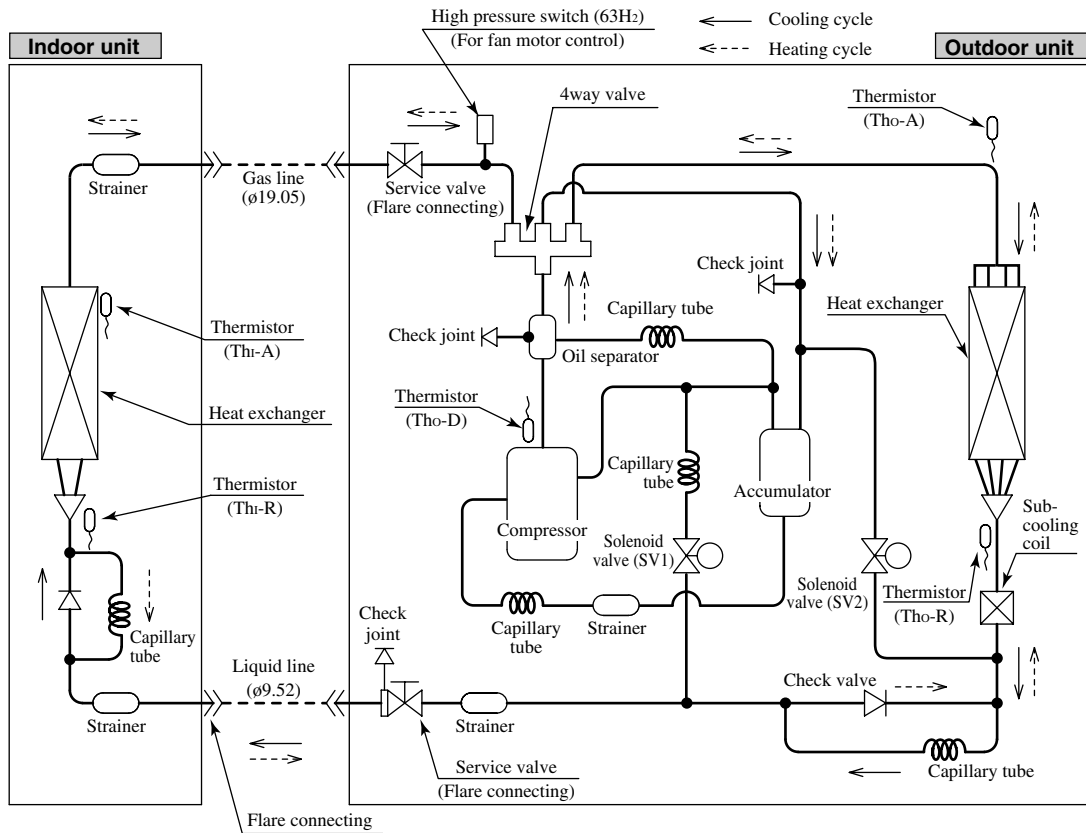 High pressure switch (63H2)
(For fan motor control)
Cooling cycle
Heating cycle
Indoor unit
Outdoor unit
4way valve
Thermistor
(Tho-A)
Strainer
Gas line
(ø19.05)
Service valve
(Flare connecting)
Check joint
Capillary tube
Heat exchanger
Thermistor
(ThI-A)
Check joint
Oil separator
Heat exchanger
Thermistor
(Tho-D)
Capillary
tube
Accumulator
Thermistor
(ThI-R)
Compressor
Sub-
cooling
coil
Solenoid
valve (SV1)
Solenoid
valve (SV2)
Thermistor
(Tho-R)
Capillary
tube
Strainer
Check
joint
Capillary
tube
Liquid line
(ø9.52)
Check valve
Strainer
Strainer
Service valve
(Flare connecting)
Capillary tube
Flare connecting